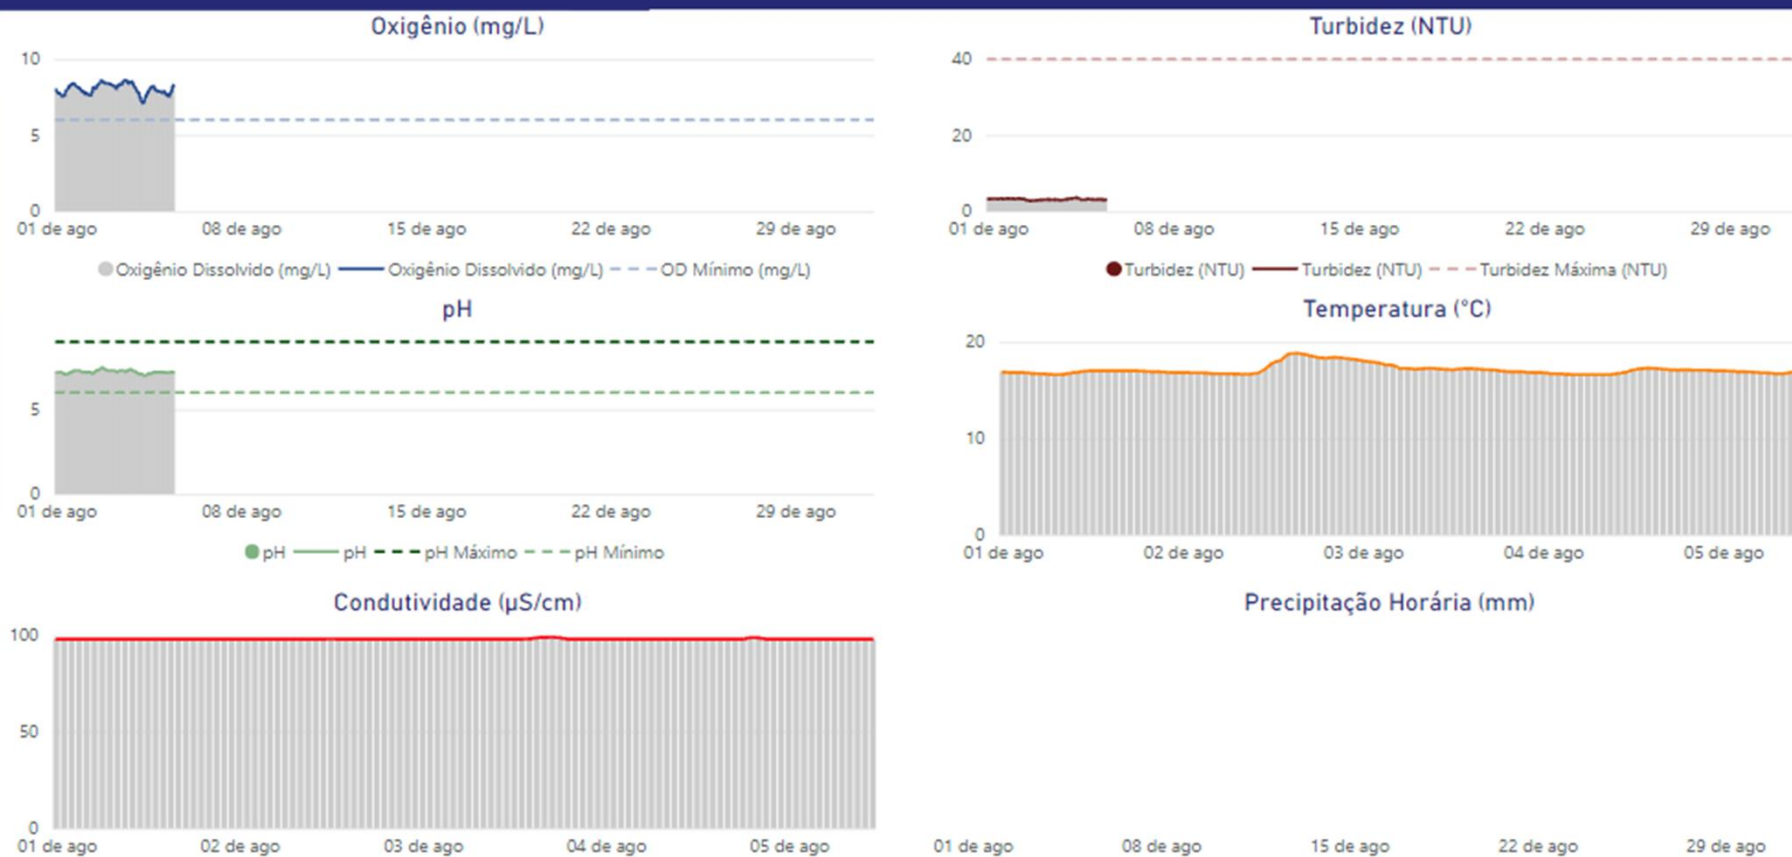 Oxigênio (mg/L)
10
5
0
01 de ago 08 de ago 15 de ago 22 de ago 29 de ago
Oxigênio Dissolvido (mg/L) Oxigênio Dissolvido (mg/L) OD Mínimo (mg/L)
Turbidez (NTU)
40
20
0
01 de ago 08 de ago 15 de ago 22 de ago 29 de ago
Turbidez (NTU) Turbidez (NTU) Turbidez Máxima (NTU)
pH
5
0
01 de ago 08 de ago 15 de ago 22 de ago 29 de ago
pH pH pH Máximo pH Mínimo
Temperatura (°C)
20
10
0
01 de ago 02 de ago 03 de ago 04 de ago 05 de ago
Condutividade (µS/cm)
100
50
0
01 de ago 02 de ago 03 de ago 04 de ago 05 de ago
Precipitação Horária (mm)
01 de ago 08 de ago 15 de ago 22 de ago 29 de ago